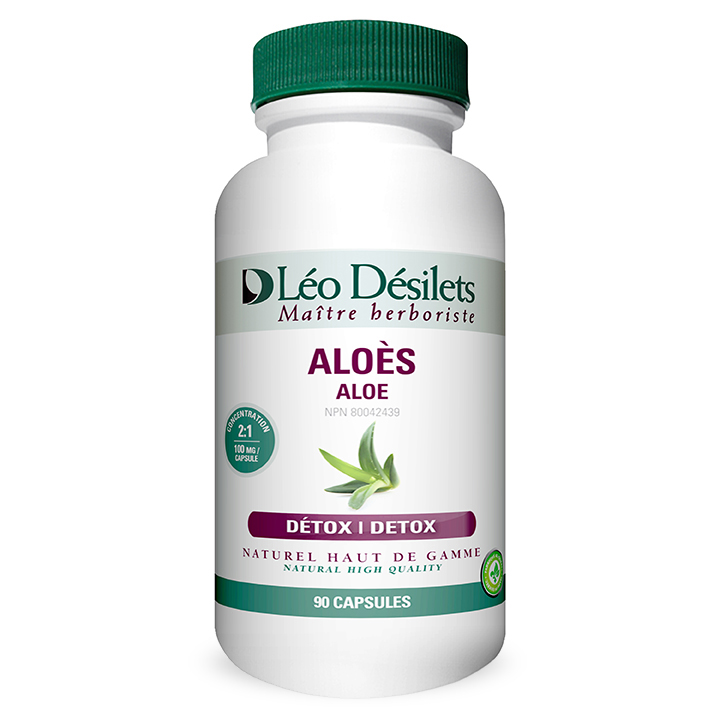 Léo Désilets
Maître herboriste
ALOÈS
ALOE
NPN 80042439
CONCENTRATION
2:1
100 MG /
CAPSULE
DÉTOX | DETOX
NATUREL HAUT DE GAMME
NATURAL HIGH QUALITY
90 CAPSULES